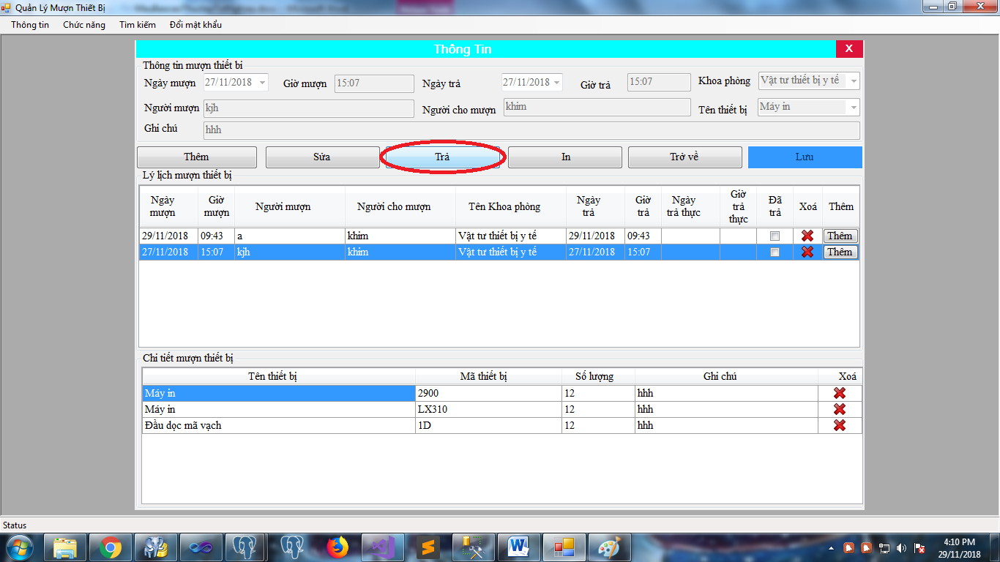 Quản Lý Mượn Thiết Bị
Thông tin Chức năng Tìm kiếm Đổi mật khẩu
Thông Tin X
Thông tin mượn thiết bị
Ngày mượn 27/11/2018 Giờ mượn 15:07 Ngày trả 27/11/2018 Giờ trả 15:07 Khoa phòng Vật tư thiết bị y tế
Người mượn kjh Người cho mượn khim Tên thiết bị Máy in
Ghi chú hhh
Thêm Sửa Trả In Trở về Lưu
Lý lịch mượn thiết bị
Ngày mượn Giờ mượn Người mượn Người cho mượn Tên Khoa phòng Ngày trả Giờ trả Ngày trả thực Giờ trả thực Đã trả Xoá Thêm
29/11/2018 09:43 a khim Vật tư thiết bị y tế 29/11/2018 09:43 Thêm
27/11/2018 15:07 kjh khim Vật tư thiết bị y tế 27/11/2018 15:07 Thêm
Chi tiết mượn thiết bị
Tên thiết bị Mã thiết bị Số lượng Ghi chú Xoá
Máy in 2900 12 hhh
Máy in LX310 12 hhh
Đầu dọc mã vạch 1D 12 hhh
Status
4:10 PM
29/11/2018